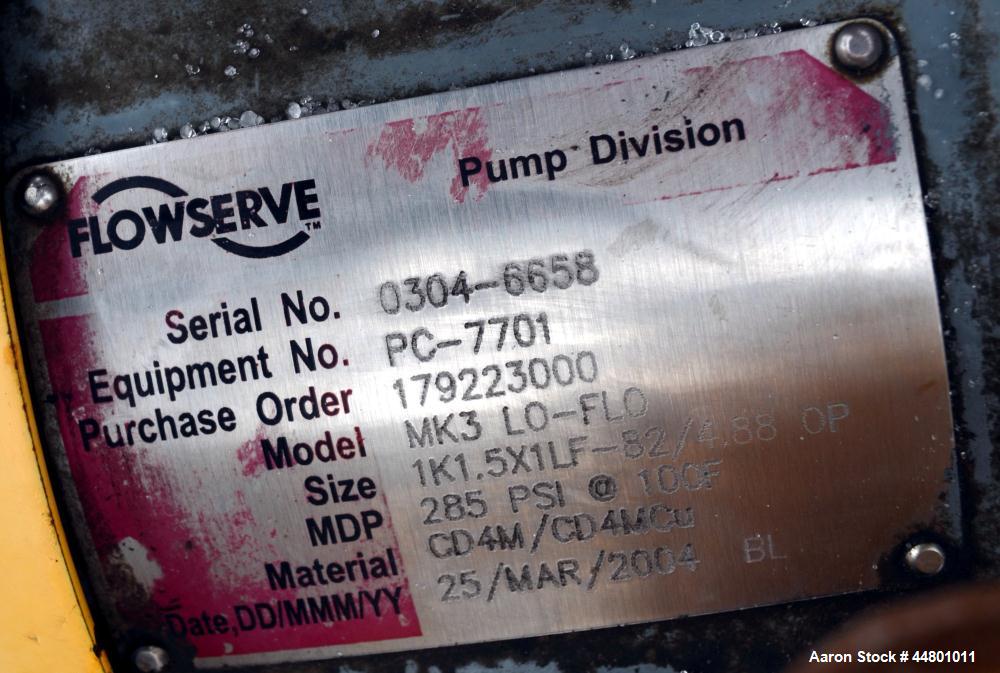 FLOWSERVE™ Pump Division
Serial No. 0304-6658
Equipment No. PC-7701
Purchase Order 179223000
Model MK3 LO-FLO
Size 1K1.5X1LF-82/4.88 OP
MDP 285 PSI @ 100F
Material CD4M/CD4MCu
Date,DD/MMM/YY 25/MAR/2004 BL
Aaron Stock # 44801011